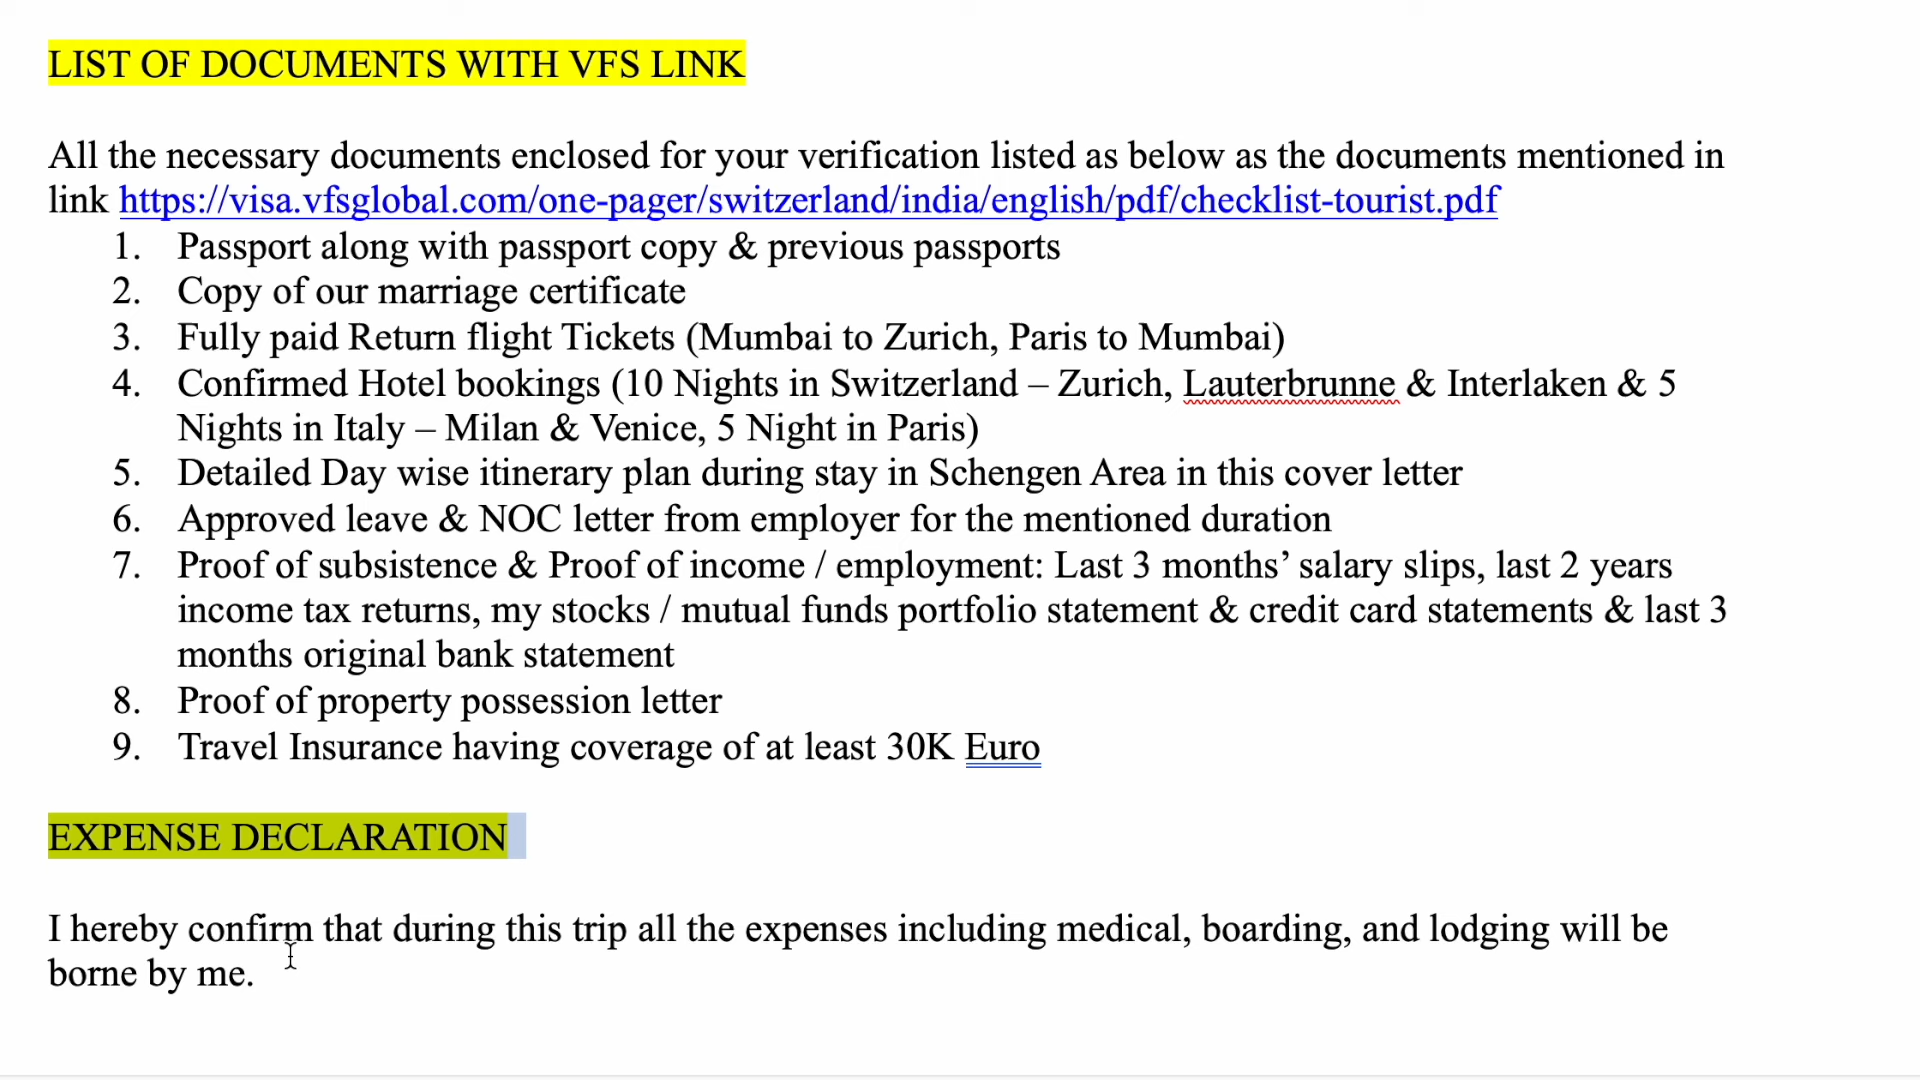 LIST OF DOCUMENTS WITH VFS LINK
All the necessary documents enclosed for your verification listed as below as the documents mentioned in
link https://visa.vfsglobal.com/one-pager/switzerland/india/english/pdf/checklist-tourist.pdf
1. Passport along with passport copy & previous passports
2. Copy of our marriage certificate
3. Fully paid Return flight Tickets (Mumbai to Zurich, Paris to Mumbai)
4. Confirmed Hotel bookings (10 Nights in Switzerland – Zurich, Lauterbrunne & Interlaken & 5
Nights in Italy – Milan & Venice, 5 Night in Paris)
5. Detailed Day wise itinerary plan during stay in Schengen Area in this cover letter
6. Approved leave & NOC letter from employer for the mentioned duration
7. Proof of subsistence & Proof of income / employment: Last 3 months’ salary slips, last 2 years
income tax returns, my stocks / mutual funds portfolio statement & credit card statements & last 3
months original bank statement
8. Proof of property possession letter
9. Travel Insurance having coverage of at least 30K Euro
EXPENSE DECLARATION
I hereby confirm that during this trip all the expenses including medical, boarding, and lodging will be
borne by me.